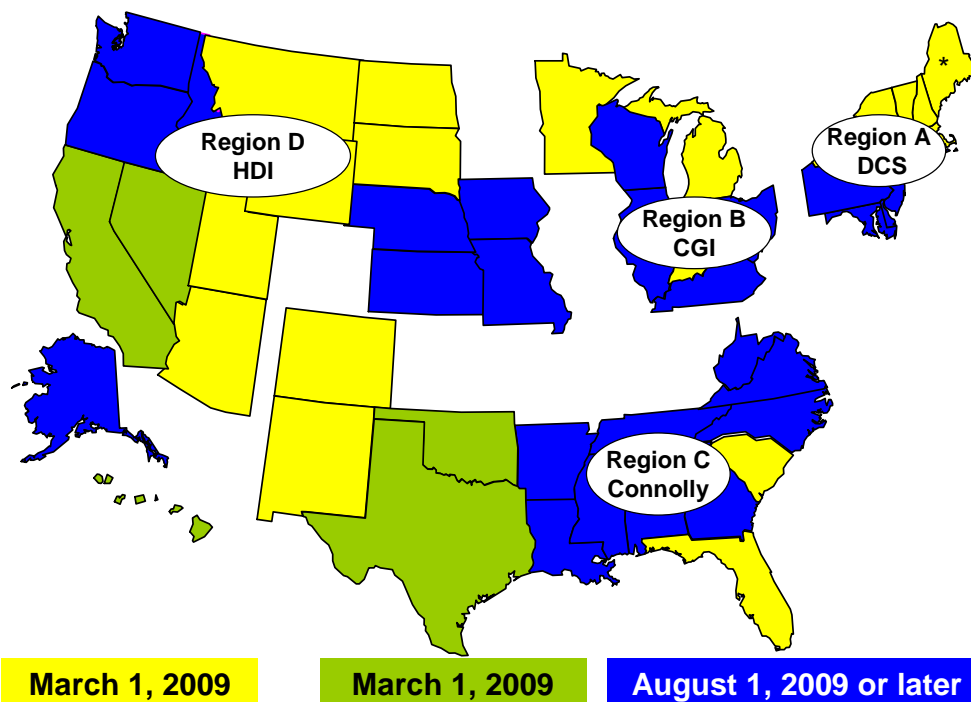 *
Region A
DCS
Region D
HDI
Region B
CGI
Region C
Connolly
March 1, 2009
March 1, 2009
August 1, 2009 or later